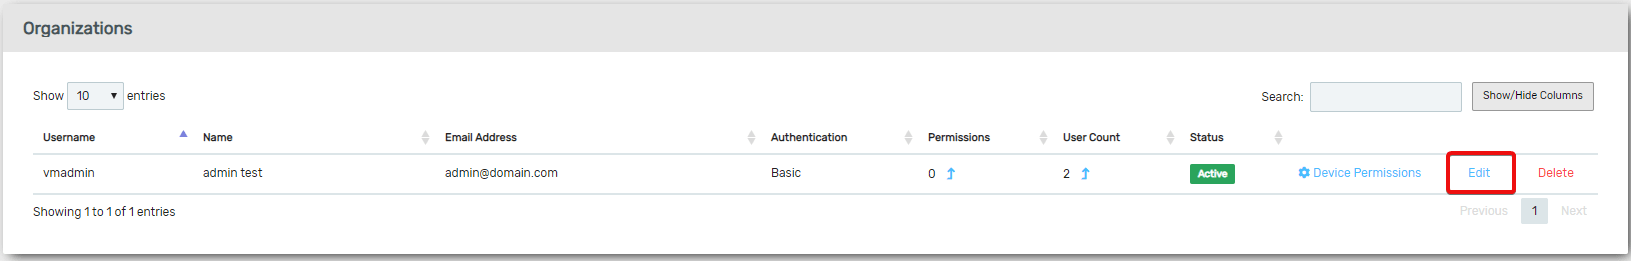 Organizations
Show 10 entries
Search: Show/Hide Columns
Username Name Email Address Authentication Permissions User Count Status
vmadmin admin test admin@domain.com Basic 0 2 Active Device Permissions Edit Delete
Showing 1 to 1 of 1 entries
Previous 1 Next